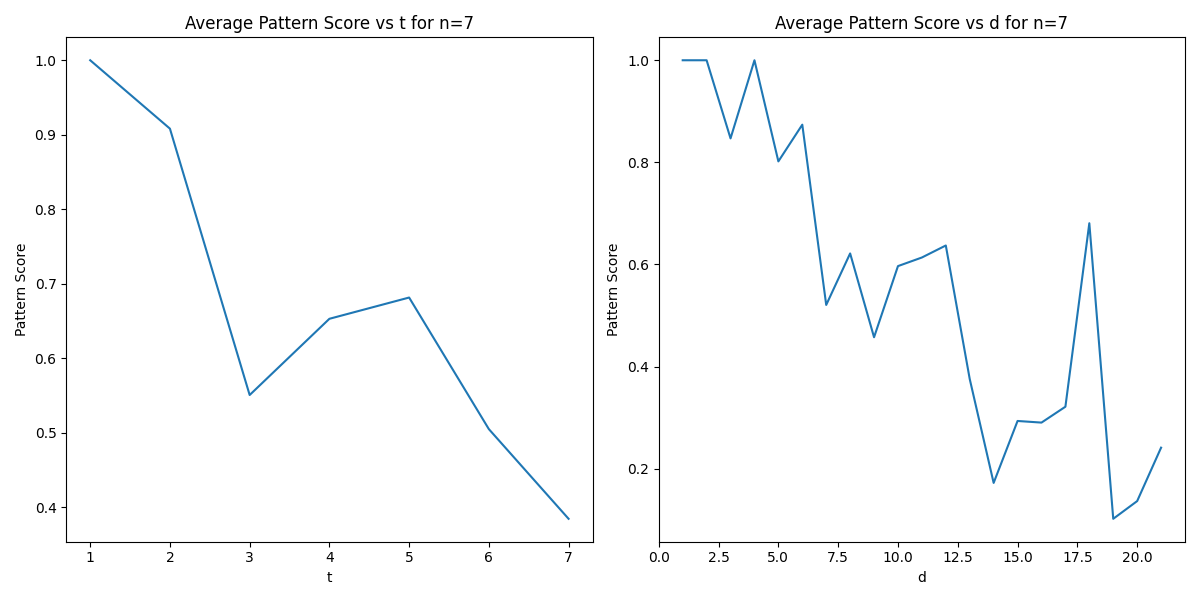 Average Pattern Score vs t for n=7
Pattern Score
1.0
0.9
0.8
0.7
0.6
0.5
0.4
1 2 3 4 5 6 7
t
Average Pattern Score vs d for n=7
Pattern Score
1.0
0.8
0.6
0.4
0.2
0.0 2.5 5.0 7.5 10.0 12.5 15.0 17.5 20.0
d